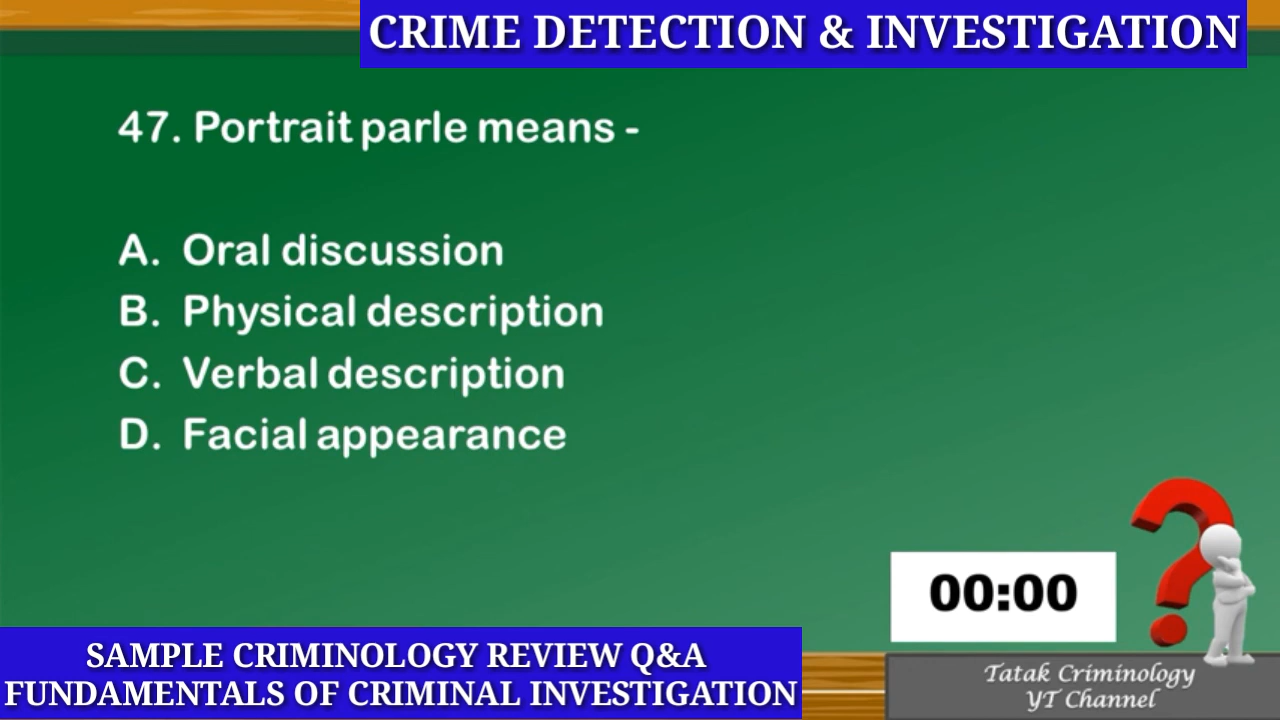 CRIME DETECTION & INVESTIGATION
47. Portrait parle means -
A. Oral discussion
B. Physical description
C. Verbal description
D. Facial appearance
00:00
SAMPLE CRIMINOLOGY REVIEW Q&A
FUNDAMENTALS OF CRIMINAL INVESTIGATION
Tatak Criminology
YT Channel